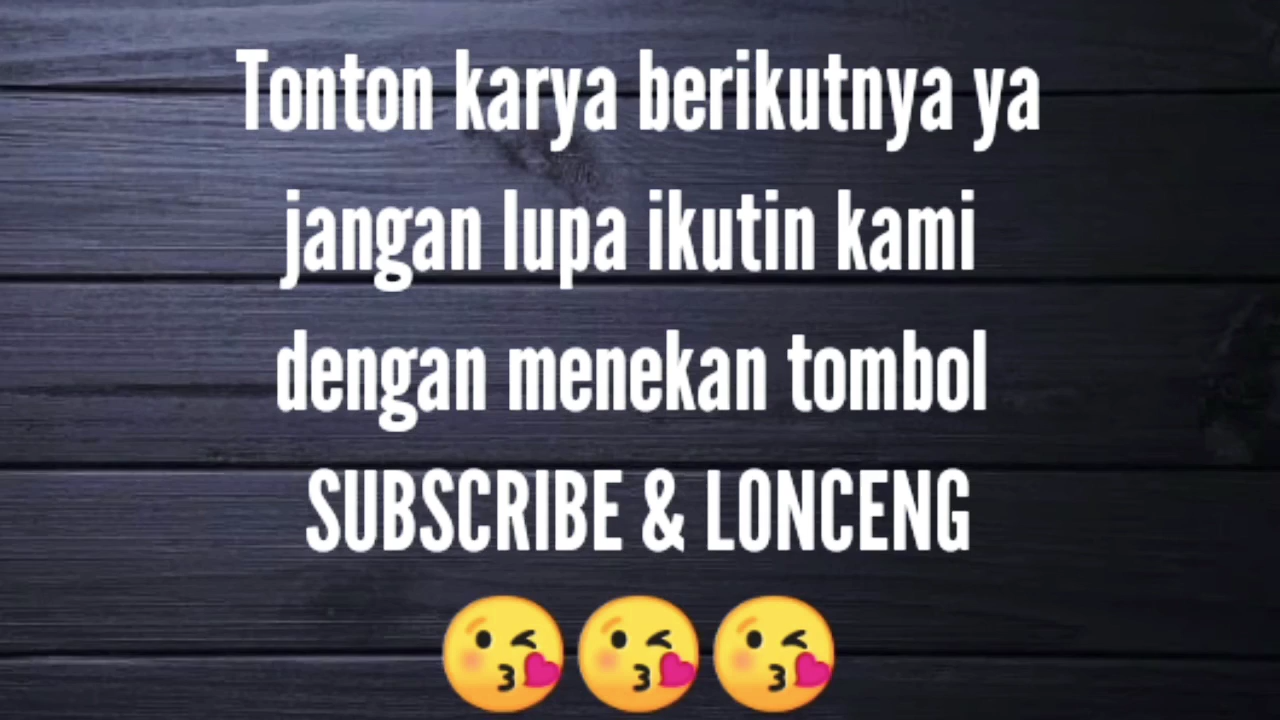 Tonton karya berikutnya ya
jangan lupa ikutin kami
dengan menekan tombol
SUBSCRIBE & LONCENG
😘😘😘